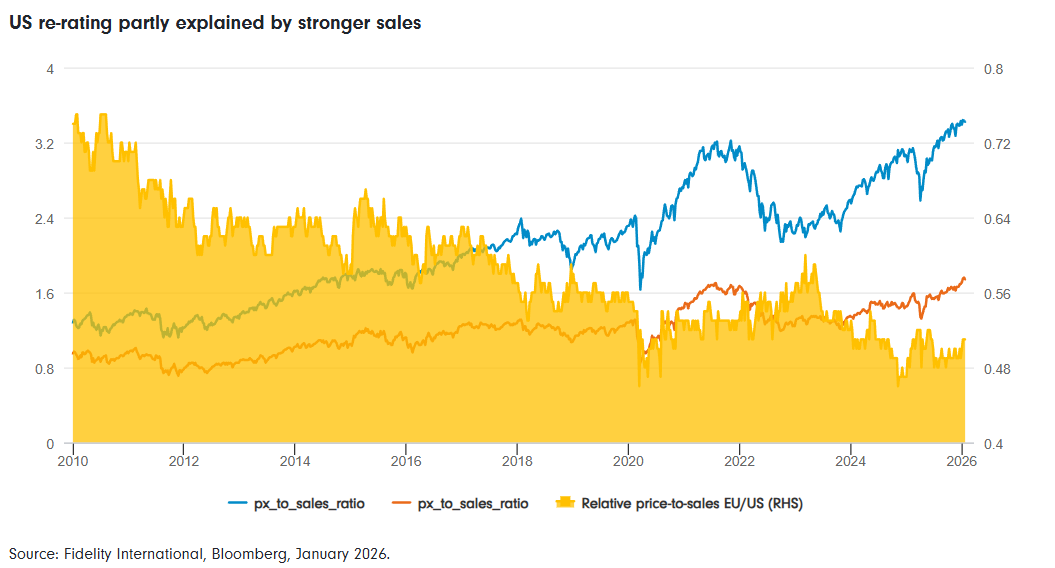 US re-rating partly explained by stronger sales
4 0.8
3.2 0.72
2.4 0.64
1.6 0.56
0.8 0.48
0 0.4
2010 2012 2014 2016 2018 2020 2022 2024 2026
px_to_sales_ratio px_to_sales_ratio Relative price-to-sales EU/US (RHS)
Source: Fidelity International, Bloomberg, January 2026.